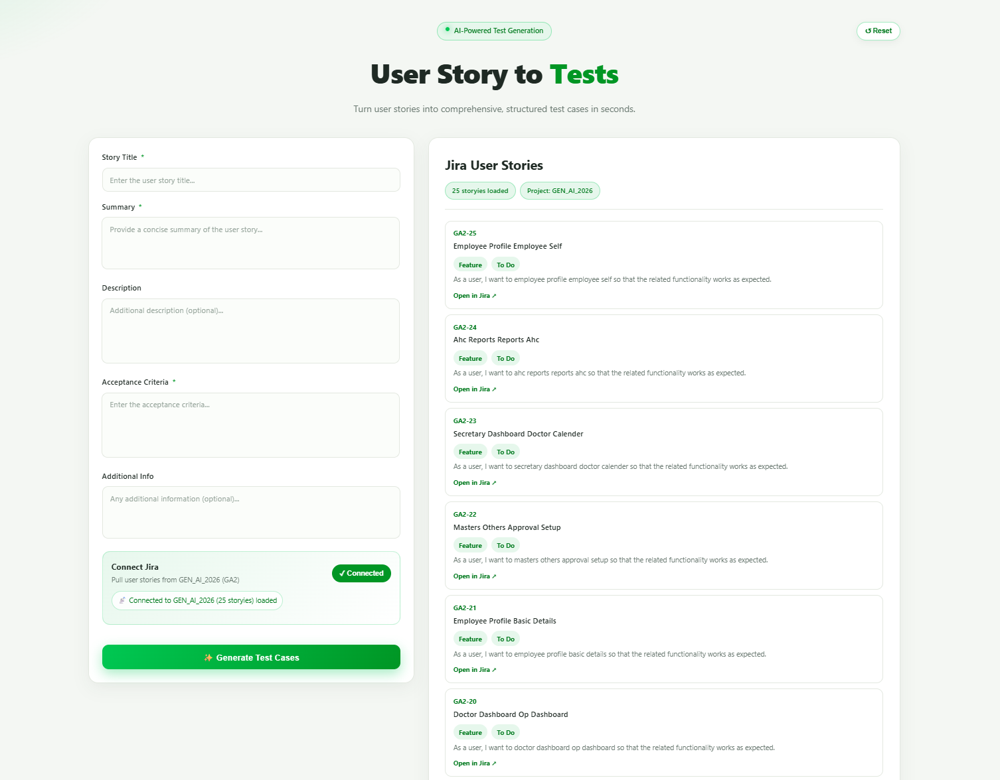 AI-Powered Test Generation
↺ Reset
User Story to Tests
Turn user stories into comprehensive, structured test cases in seconds.
Story Title *
Enter the user story title...
Summary *
Provide a concise summary of the user story...
Description
Additional description (optional)...
Acceptance Criteria *
Enter the acceptance criteria...
Additional Info
Any additional information (optional)...
Connect Jira
Pull user stories from GEN_AI_2026 (GA2)
✓ Connected
Connected to GEN_AI_2026 (25 storyies) loaded
✨ Generate Test Cases
Jira User Stories
25 storyies loaded
Project: GEN_AI_2026
GA2-25
Employee Profile Employee Self
Feature To Do
As a user, I want to employee profile employee self so that the related functionality works as expected.
Open in Jira ↗
GA2-24
Ahc Reports Reports Ahc
Feature To Do
As a user, I want to ahc reports reports ahc so that the related functionality works as expected.
Open in Jira ↗
GA2-23
Secretary Dashboard Doctor Calender
Feature To Do
As a user, I want to secretary dashboard doctor calender so that the related functionality works as expected.
Open in Jira ↗
GA2-22
Masters Others Approval Setup
Feature To Do
As a user, I want to masters others approval setup so that the related functionality works as expected.
Open in Jira ↗
GA2-21
Employee Profile Basic Details
Feature To Do
As a user, I want to employee profile basic details so that the related functionality works as expected.
Open in Jira ↗
GA2-20
Doctor Dashboard Op Dashboard
Feature To Do
As a user, I want to doctor dashboard op dashboard so that the related functionality works as expected.
Open in Jira ↗